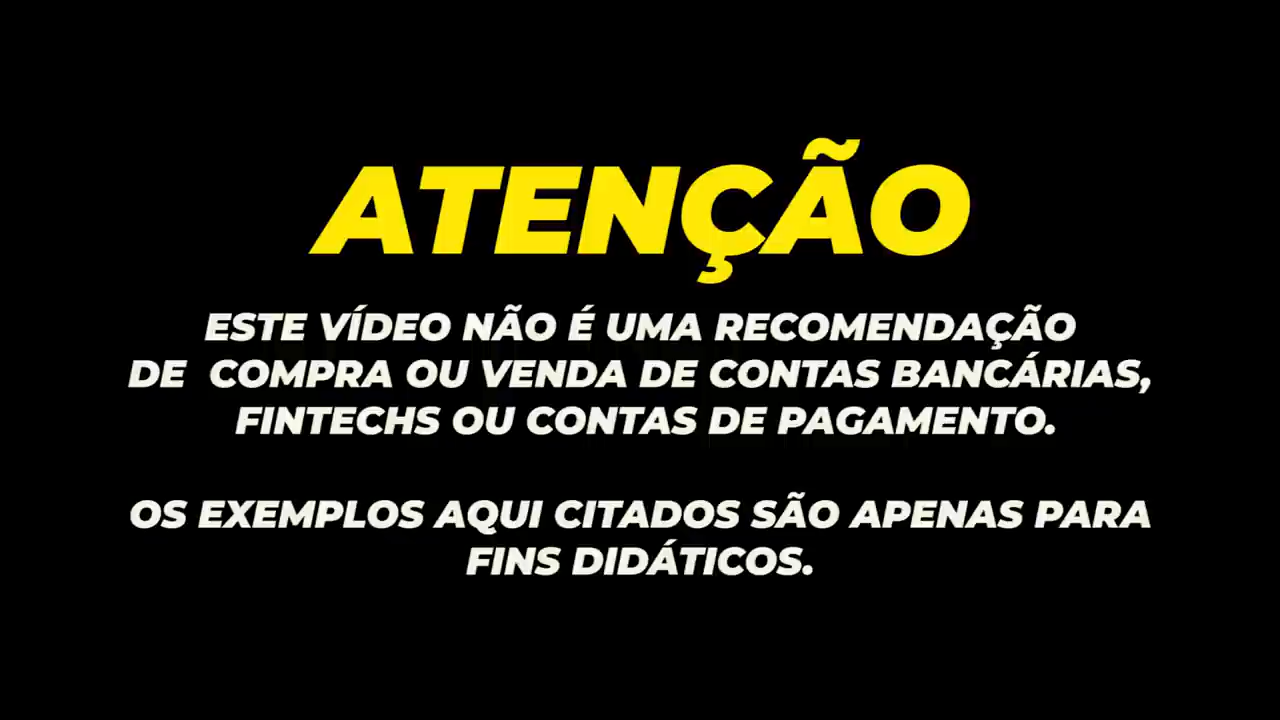 ATENÇÃO
ESTE VÍDEO NÃO É UMA RECOMENDAÇÃO
DE COMPRA OU VENDA DE CONTAS BANCÁRIAS,
FINTECHS OU CONTAS DE PAGAMENTO.
OS EXEMPLOS AQUI CITADOS SÃO APENAS PARA
FINS DIDÁTICOS.